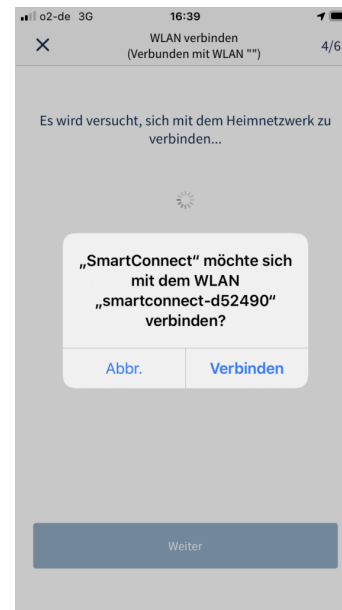 o2-de 3G 16:39
WLAN verbinden
(Verbunden mit WLAN "") 4/6
Es wird versucht, sich mit dem Heimnetzwerk zu
verbinden...
„SmartConnect“ möchte sich
mit dem WLAN
„smartconnect-d52490“
verbinden?
Abbr. Verbinden
Weiter